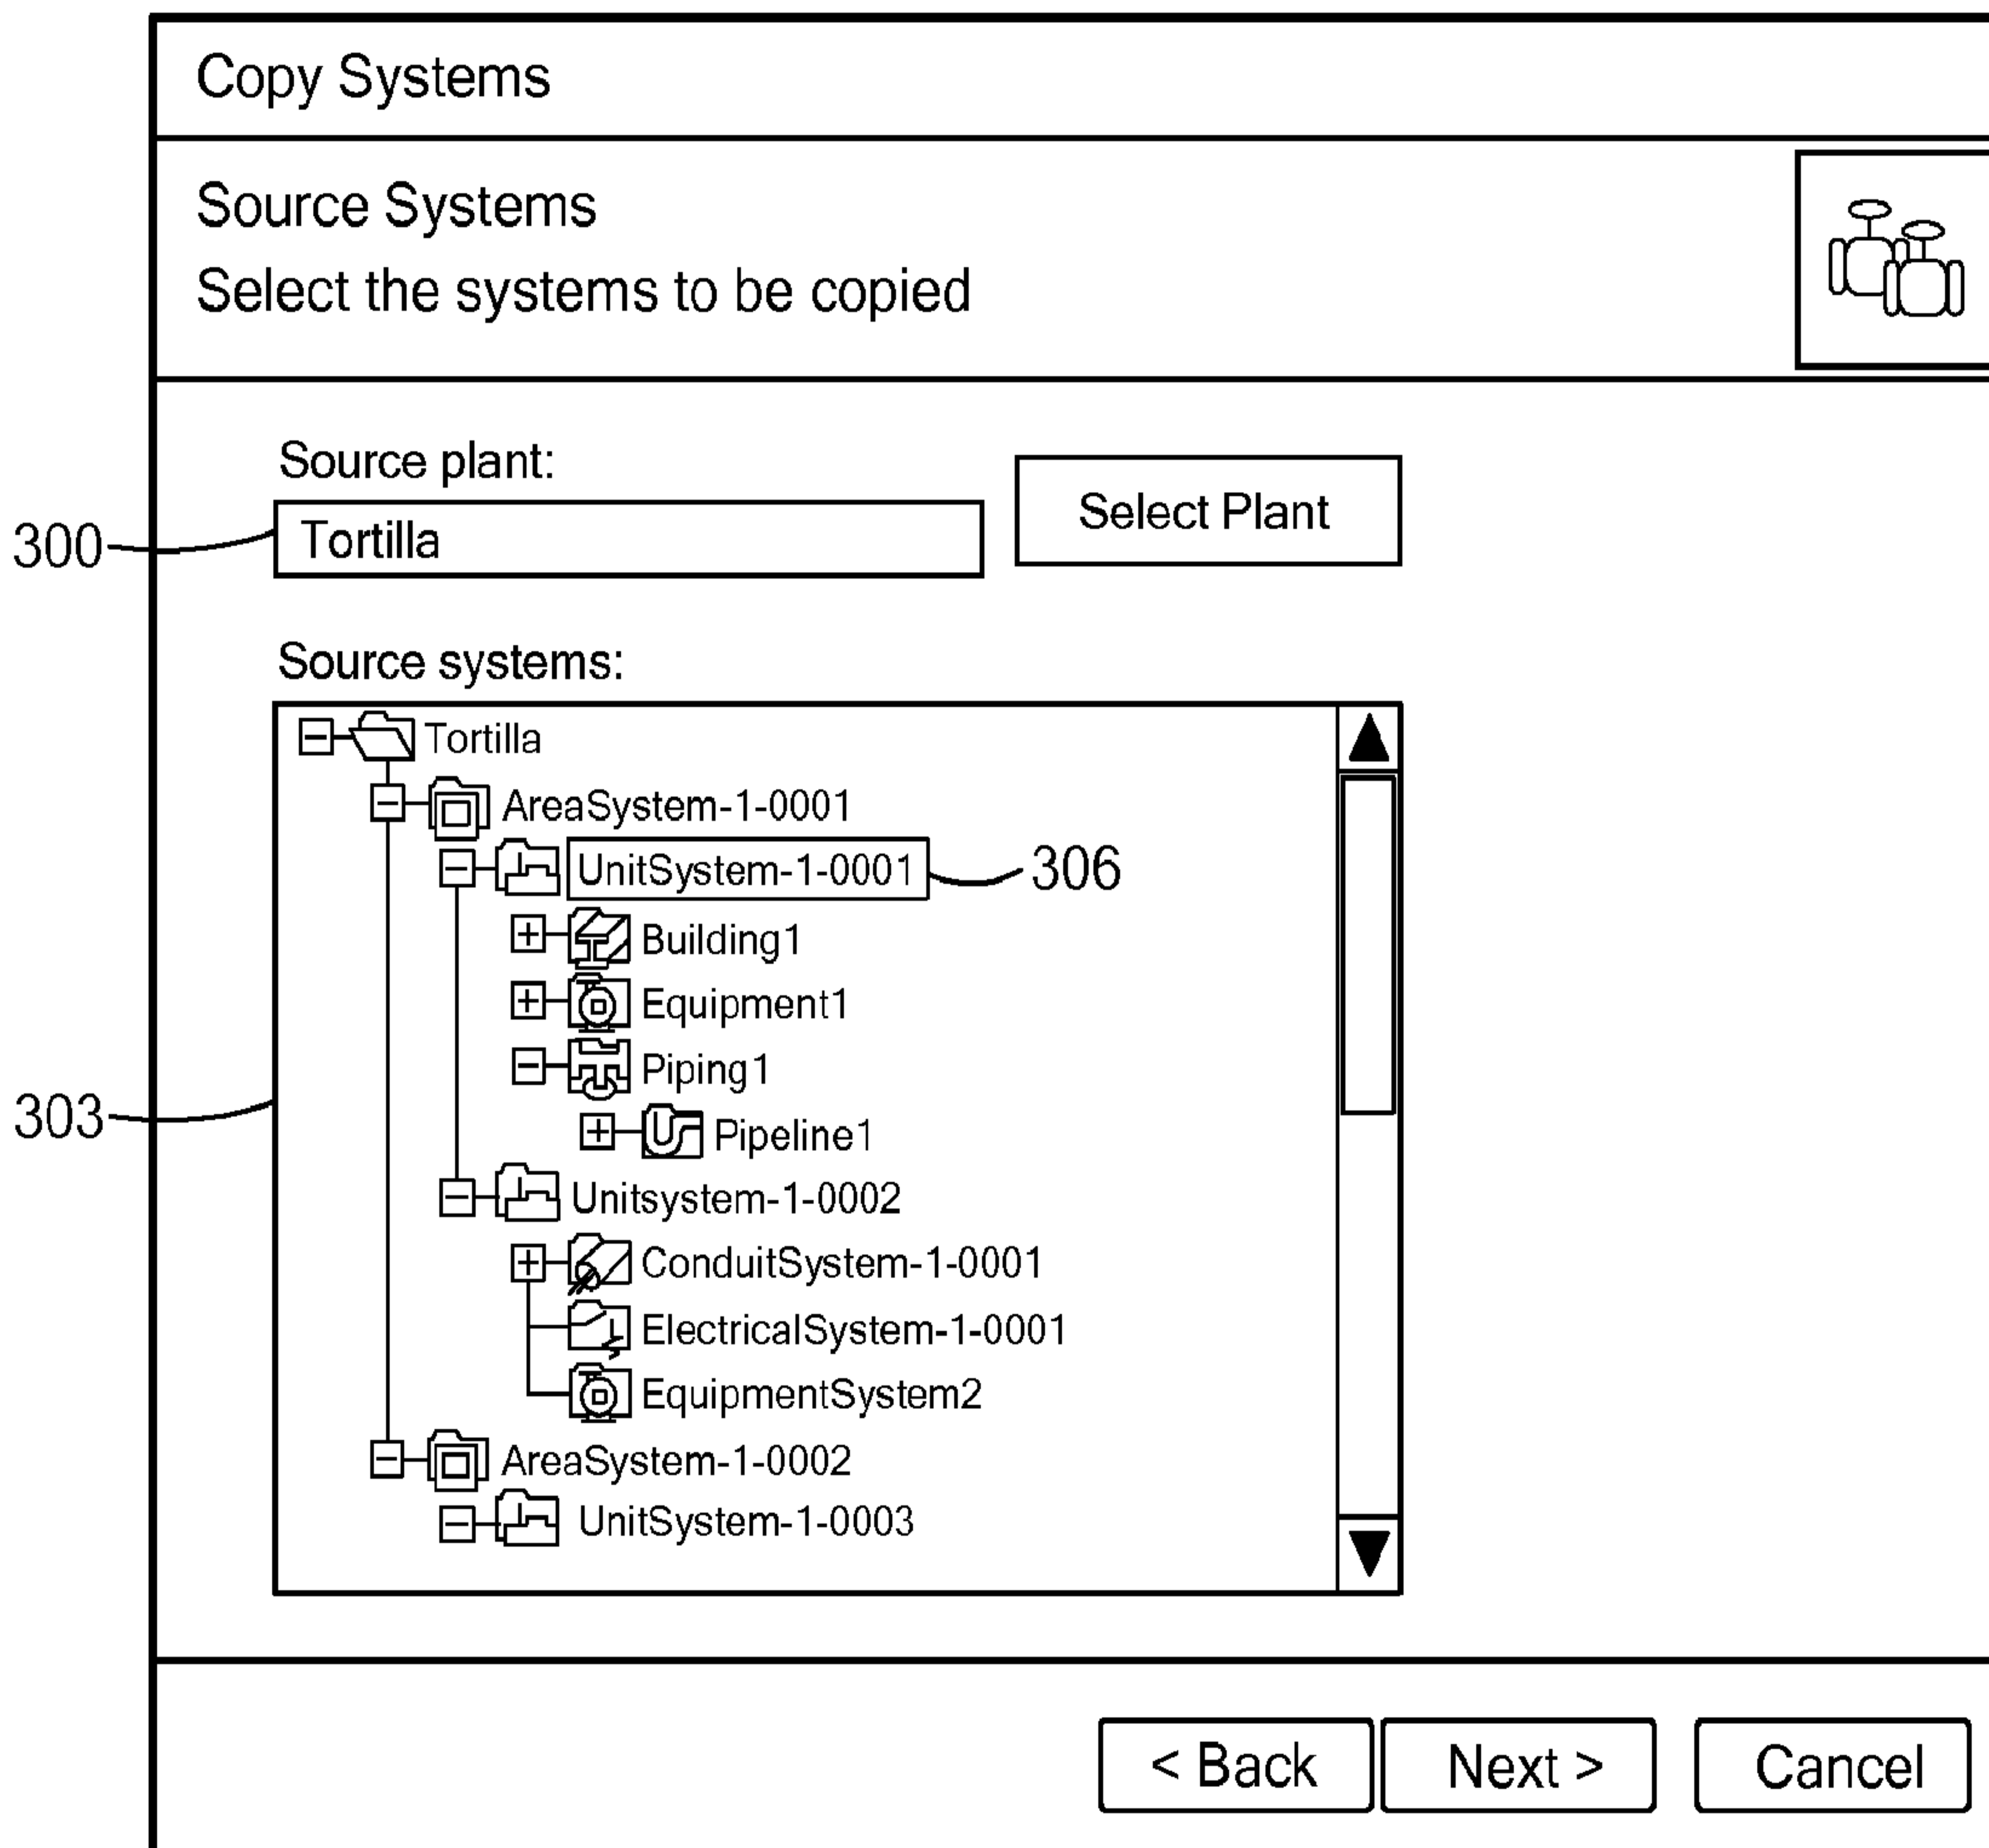 Copy Systems
Source Systems
Select the systems to be copied
Source plant:
Select Plant
300
Tortilla
Source systems:
Tortilla
AreaSystem-1-0001
UnitSystem-1-0001
306
Building1
Equipment1
Piping1
303
Pipeline1
Unitsystem-1-0002
ConduitSystem-1-0001
ElectricalSystem-1-0001
EquipmentSystem2
AreaSystem-1-0002
UnitSystem-1-0003
< Back
Next >
Cancel